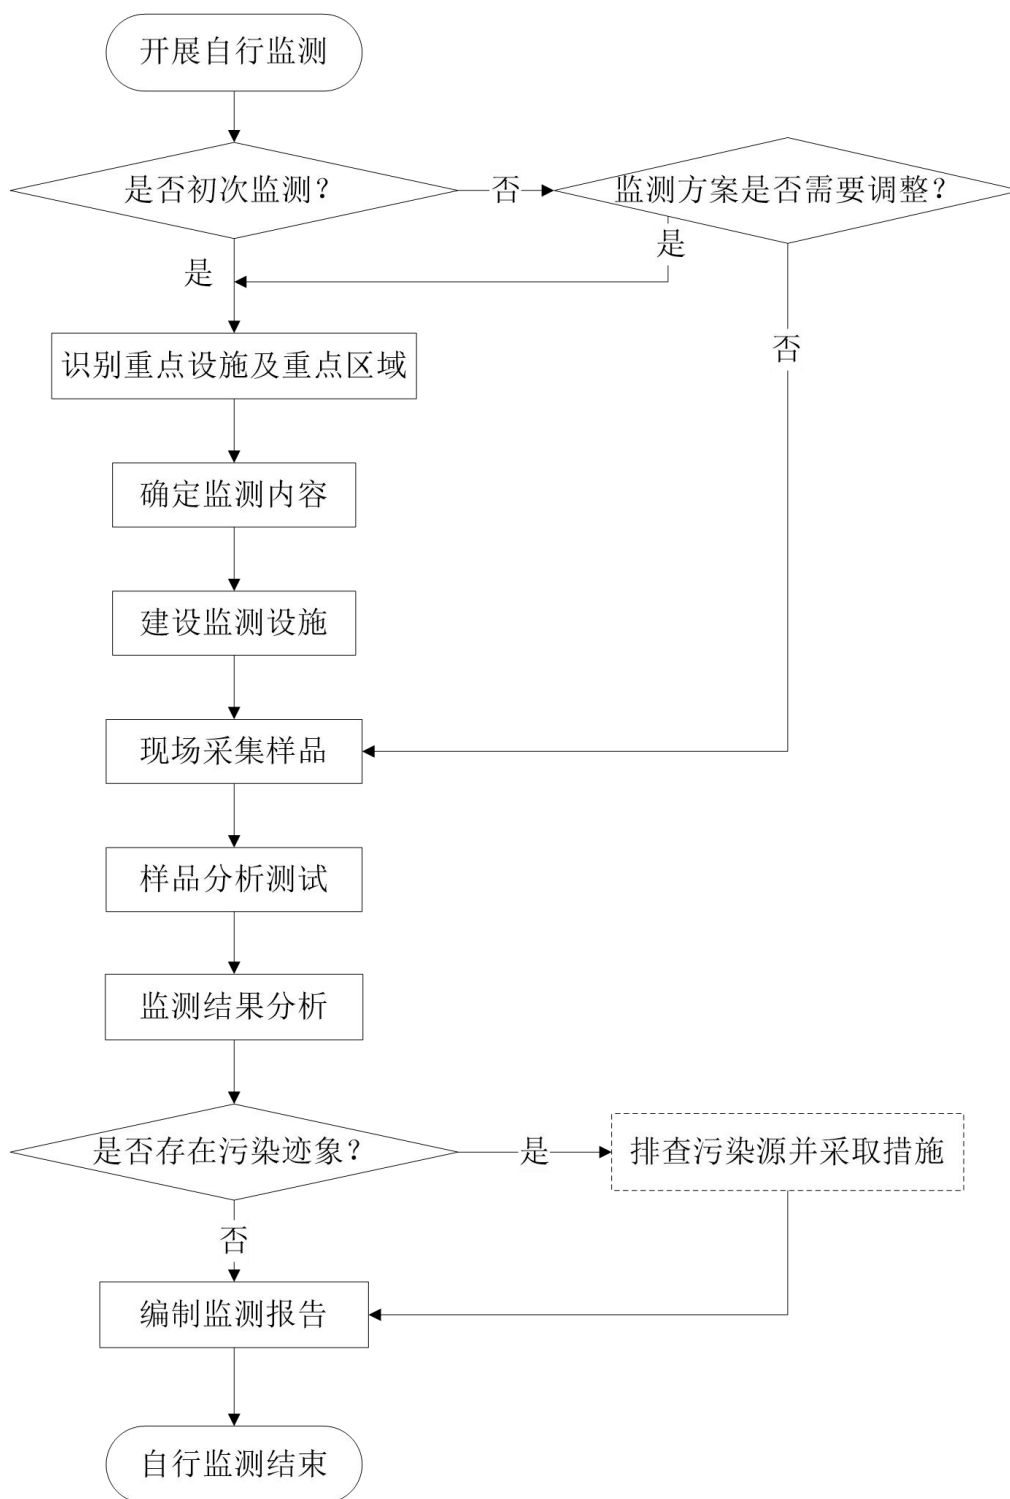 开展自行监测
是否初次监测?
否
监测方案是否需要调整?
是
是
否
识别重点设施及重点区域
确定监测内容
建设监测设施
现场采集样品
样品分析测试
监测结果分析
是否存在污染迹象?
是
排查污染源并采取措施
否
编制监测报告
自行监测结束